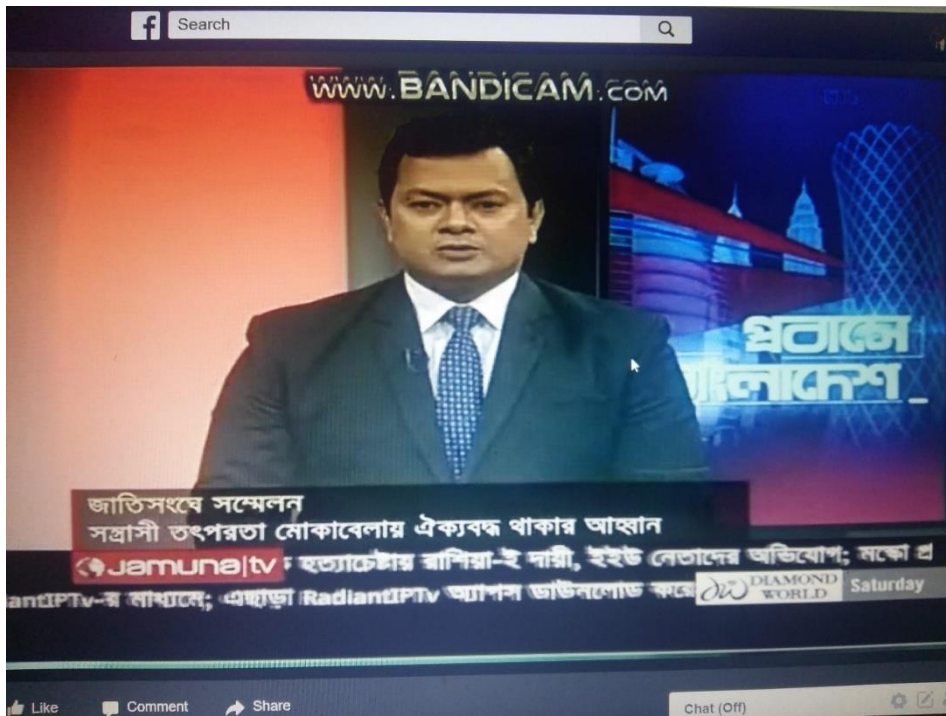 f Search
www.BANDICAM.COM
প্রবাসে
বাংলাদেশ
জাতিসংঘে সম্মেলন
সন্ত্রাসী তৎপরতা মোকাবেলায় ঐক্যবদ্ধ থাকার আহ্বান
Jamuna|tv হত্যাচেষ্টায় রাশিয়া-ই দায়ী, ইইউ নেতাদের অভিযোগ; মস্কো প্র
antIPTv-র মাধ্যমে; এছাড়া RadiantIPTv অ্যাপস ডাউনলোড করে DIAMOND WORLD Saturday
Like Comment Share Chat (Off)